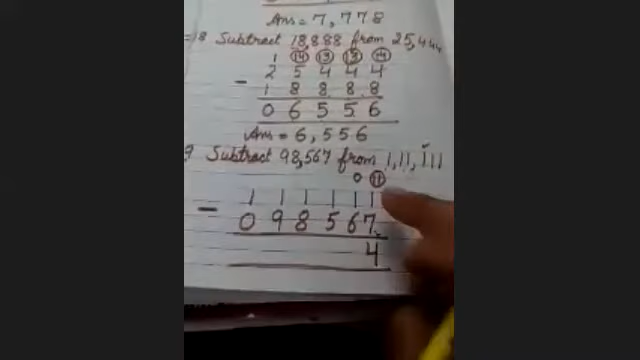 Ans = 7,778
=18 Subtract 18,888 from 25,444
1 14 13 13 14
2 5 4 4 4
- 1 8 8 8 8
0 6 5 5 6
Ans = 6,556
9 Subtract 98,567 from 1,11,111
0 11
1 1 1 1 1 1
- 0 9 8 5 6 7
4